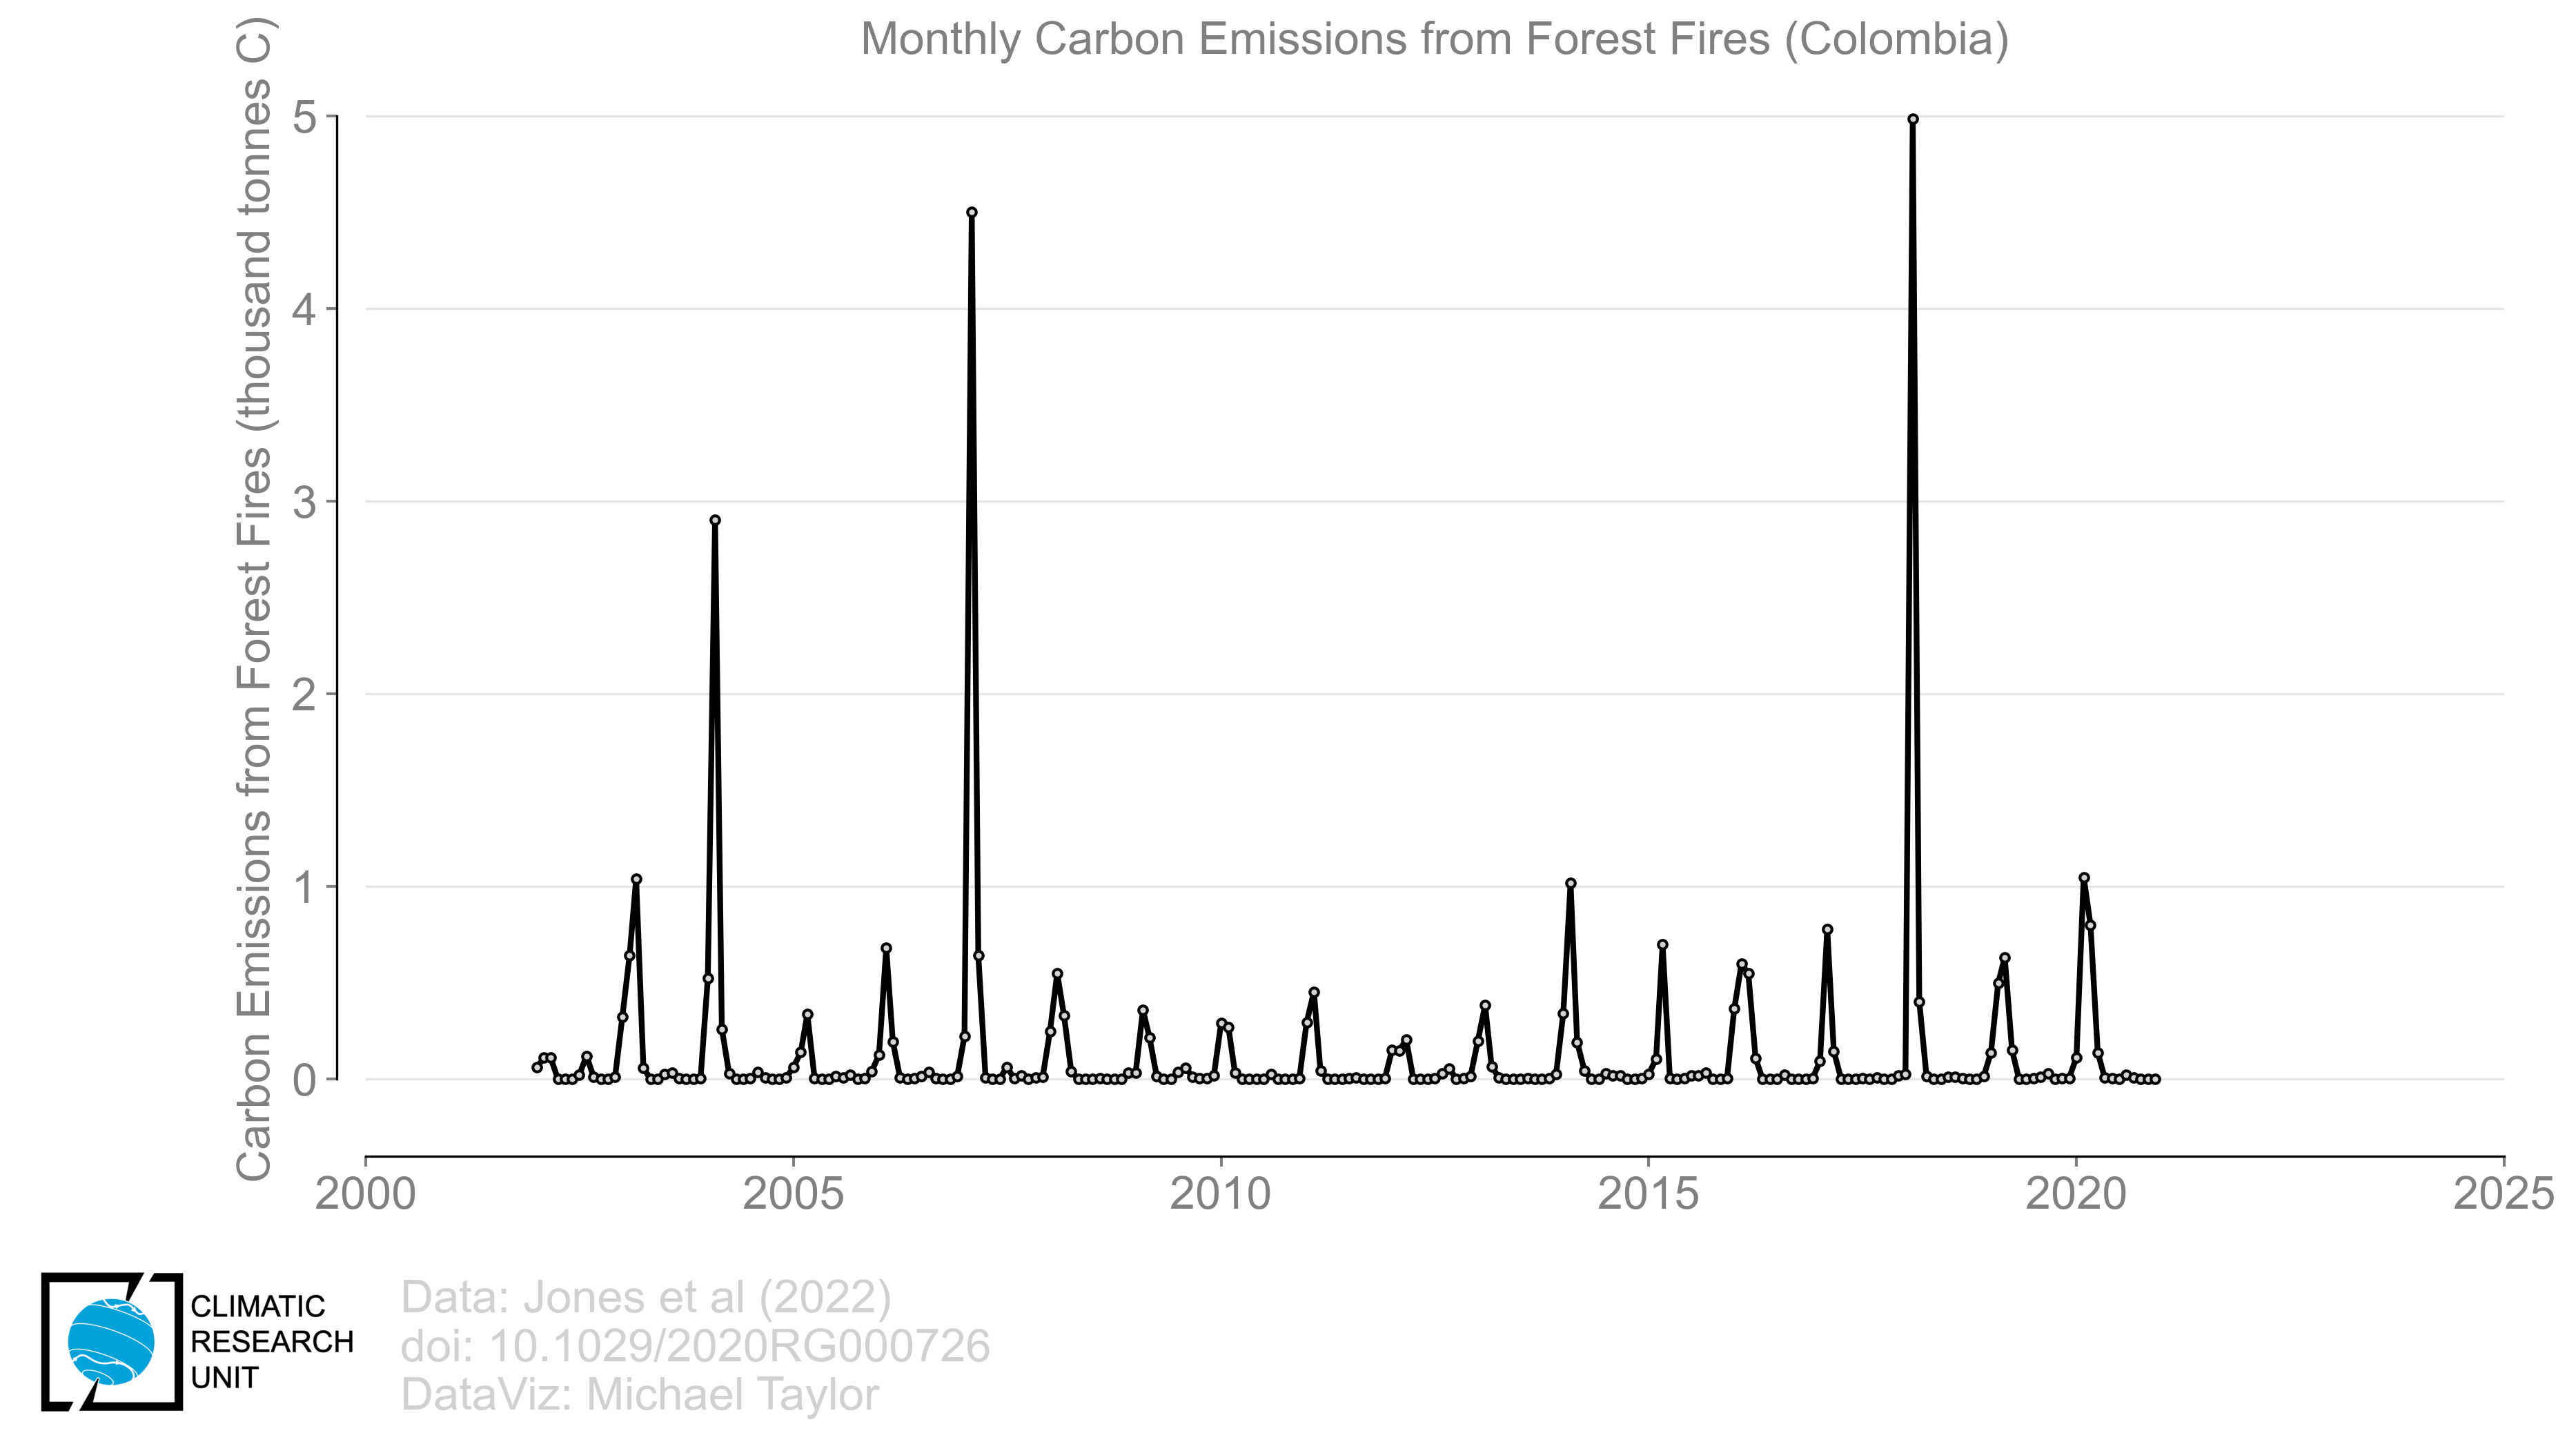 Monthly Carbon Emissions from Forest Fires (Colombia)
Carbon Emissions from Forest Fires (thousand tonnes C)
5
4
3
2
1
0
2000
2005
2010
2015
2020
2025
CLIMATIC
RESEARCH
UNIT
Data: Jones et al (2022)
doi: 10.1029/2020RG000726
DataViz: Michael Taylor